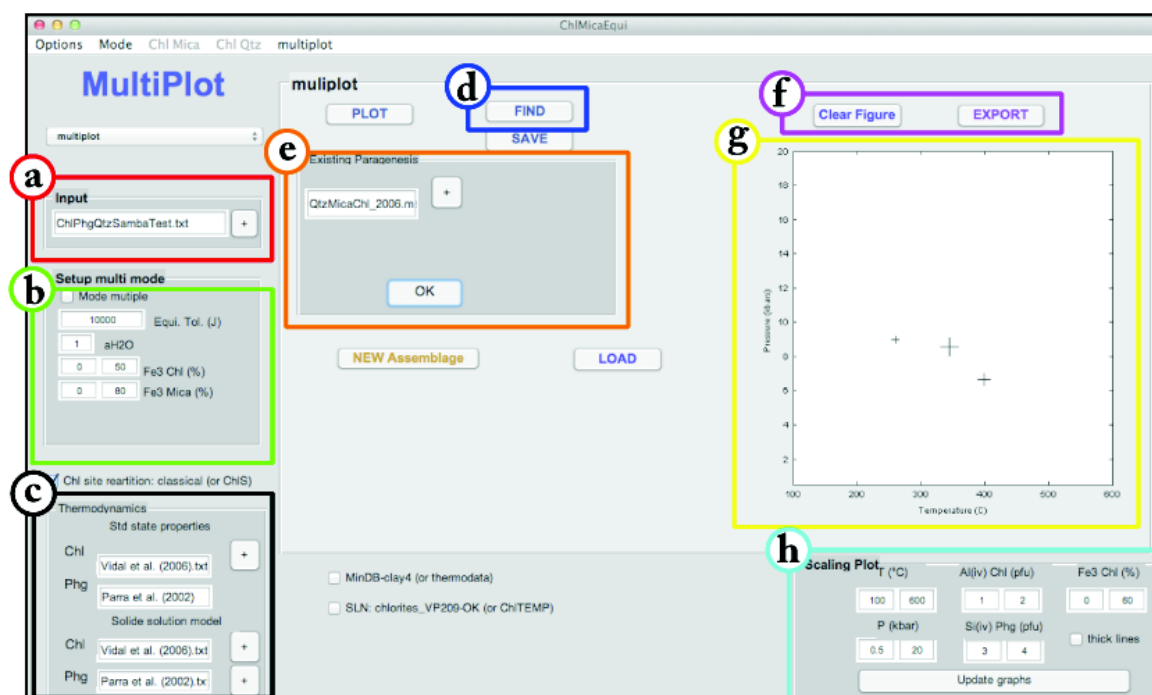 ChlMicaEqui
Options Mode Chl Mica Chl Qtz multiplot
MultiPlot
multiplot
a
Input
ChlPhgQtzSambaTest.txt +
b
Setup multi mode
Mode mutiple
10000 Equi. Tol. (J)
1 aH2O
0 50 Fe3 Chl (%)
0 80 Fe3 Mica (%)
Chl site reartition: classical (or ChlS)
c
Thermodynamics
Std state properties
Chl Vidal et al. (2006).txt +
Phg Parra et al. (2002)
Solide solution model
Chl Vidal et al. (2006).txt +
Phg Parra et al. (2002).tx +
muliplot
PLOT
d
FIND
SAVE
e
Existing Paragenesis
QtzMicaChl_2006.m +
OK
NEW Assemblage LOAD
MinDB-clay4 (or thermodata)
SLN: chlorites_VP209-OK (or ChlTEMP)
f
Clear Figure EXPORT
g
20
18
16
14
12
10
8
6
4
2
Pressure (kbars)
100 200 300 400 500 600
Temperature (C)
h
Scaling Plot
T (°C) Al(iv) Chl (pfu) Fe3 Chl (%)
100 600 1 2 0 60
P (kbar) Si(iv) Phg (pfu)
0.5 20 3 4 thick lines
Update graphs